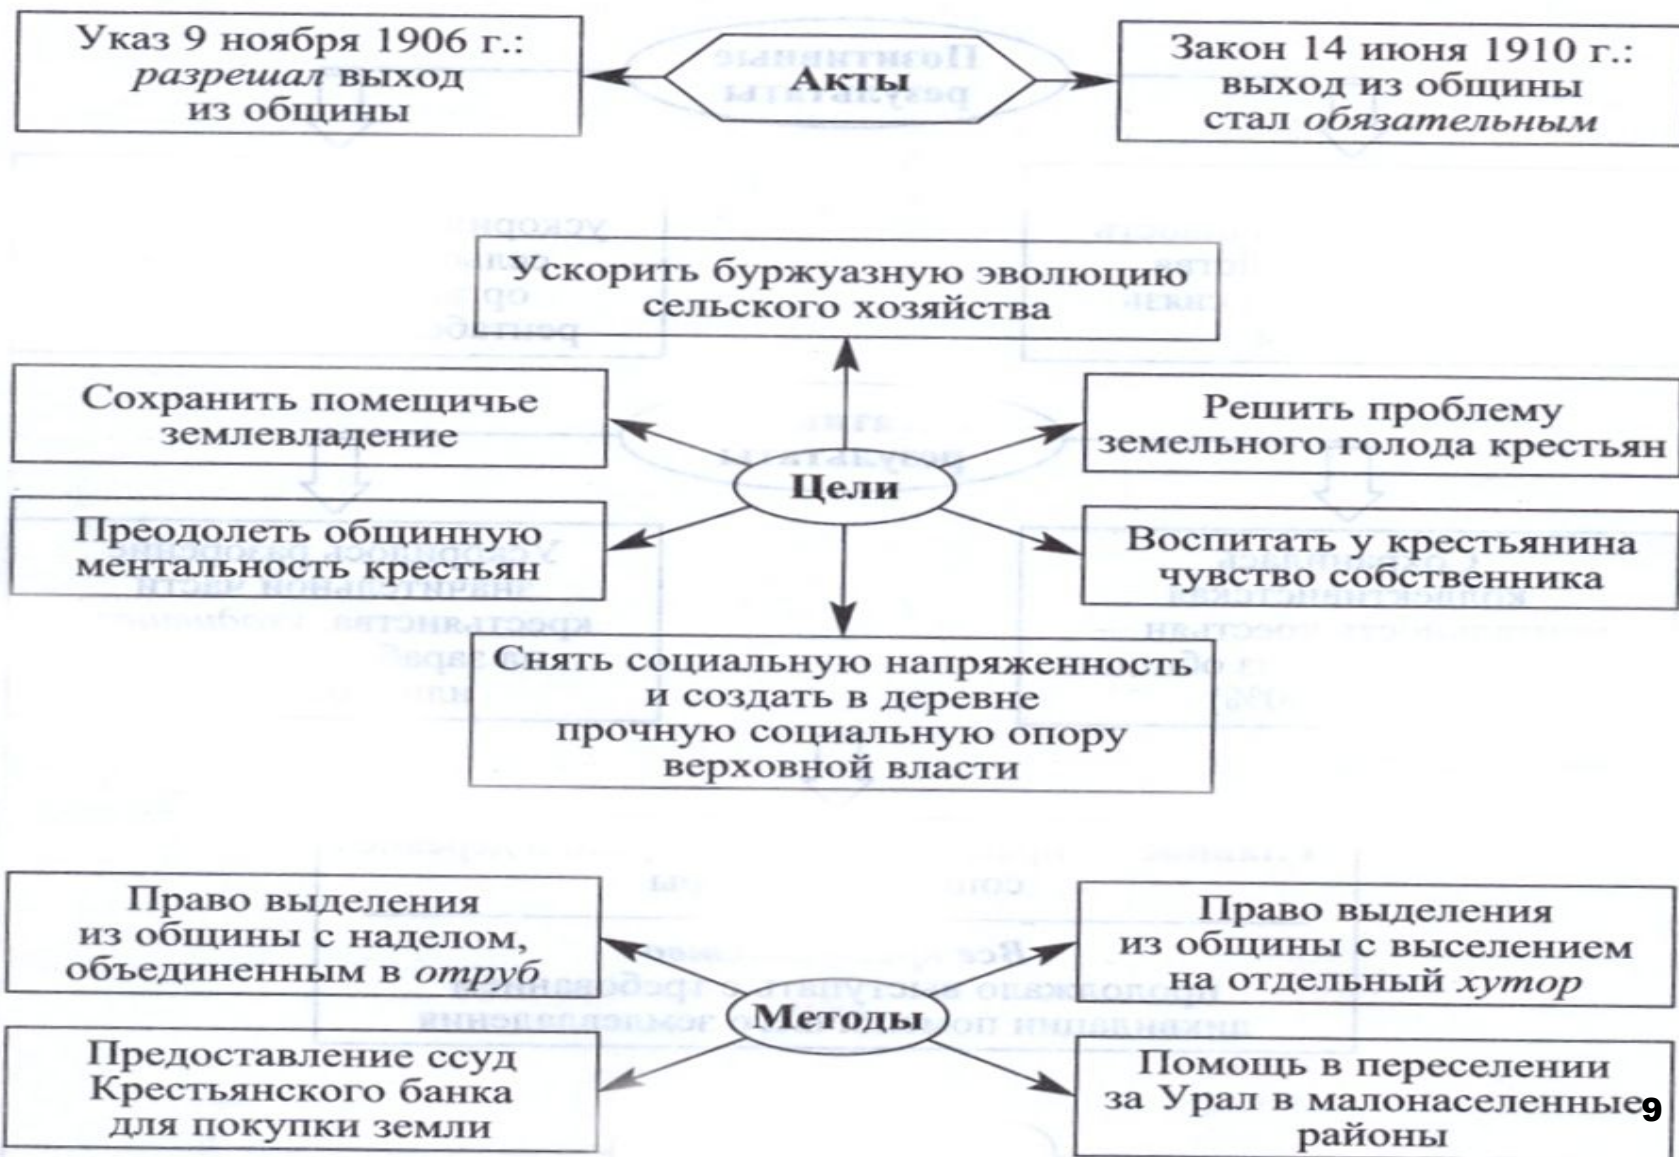 Указ 9 ноября 1906 г.:
разрешал выход
из общины
Акты
Закон 14 июня 1910 г.:
выход из общины
стал обязательным
Ускорить буржуазную эволюцию
сельского хозяйства
Сохранить помещичье
землевладение
Решить проблему
земельного голода крестьян
Цели
Преодолеть общинную
ментальность крестьян
Воспитать у крестьянина
чувство собственника
Снять социальную напряженность
и создать в деревне
прочную социальную опору
верховной власти
Право выделения
из общины с наделом,
объединенным в отруб
Право выделения
из общины с выселением
на отдельный хутор
Методы
Предоставление ссуд
Крестьянского банка
для покупки земли
Помощь в переселении
за Урал в малонаселенные
районы
9